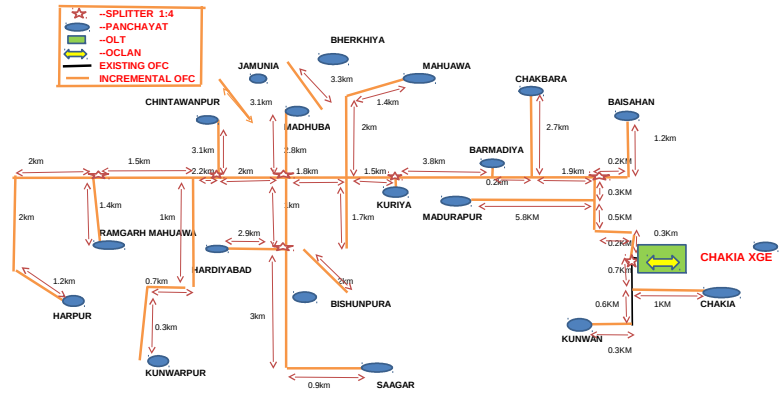 --SPLITTER 1:4
--PANCHAYAT
--OLT
--OCLAN
EXISTING OFC
INCREMENTAL OFC
BHERKHIYA
JAMUNIA
MAHUAWA
CHAKBARA
BAISAHAN
CHINTAWANPUR
MADHUBA
BARMADIYA
3.3km
3.1km
1.4km
2.7km
1.2km
2km
3.1km
2.8km
2km
1.5km
2.2km
2km
1.8km
1.5km
3.8km
0.2km
1.9km
0.2KM
KURIYA
MADURAPUR
5.8KM
0.3KM
0.5KM
2km
1.4km
1km
1km
1.7km
RAMGARH MAHUAWA
2.9km
HARDIYABAD
0.3Km
0.2KM
CHAKIA XGE
0.7Km
1.2km
0.7km
2km
HARPUR
BISHUNPURA
0.6KM
1KM
CHAKIA
0.3km
3km
KUNWAN
0.3KM
KUNWARPUR
0.9km
SAAGAR